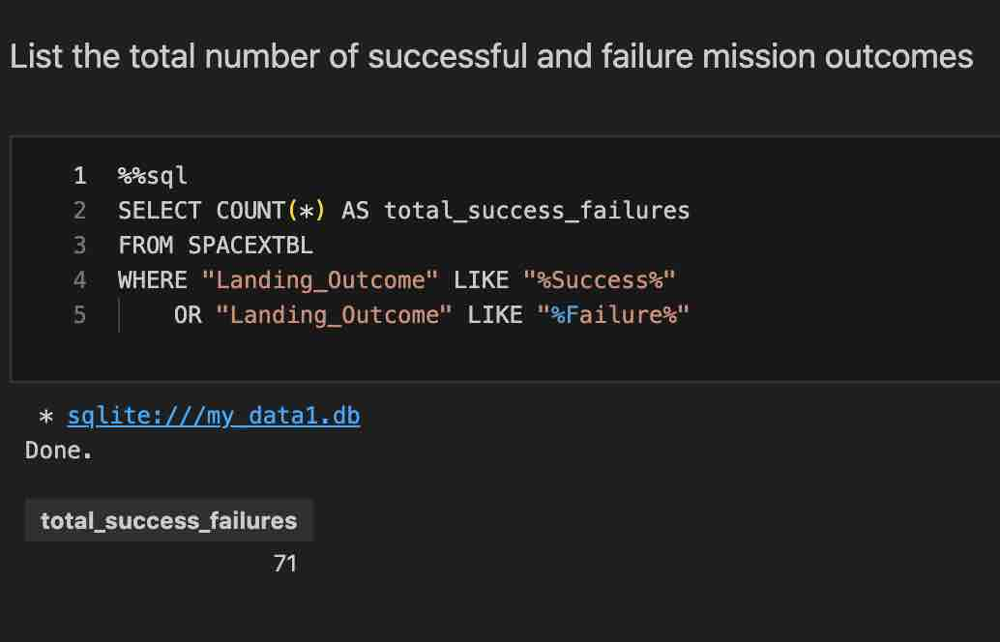 List the total number of successful and failure mission outcomes
1 %%sql
2 SELECT COUNT(*) AS total_success_failures
3 FROM SPACEXTBL
4 WHERE "Landing_Outcome" LIKE "%Success%"
5 OR "Landing_Outcome" LIKE "%Failure%"
* sqlite:///my_data1.db
Done.
total_success_failures
71